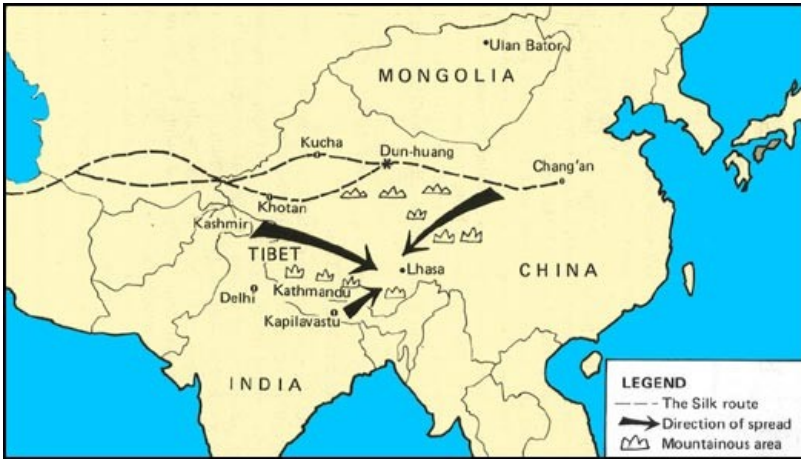 Ulan Bator
MONGOLIA
Kucha
Dun-huang
Chang'an
Khotan
Kashmir
TIBET
Lhasa
CHINA
Delhi
Kathmandu
Kapilavastu
INDIA
LEGEND
The Silk route
Direction of spread
Mountainous area